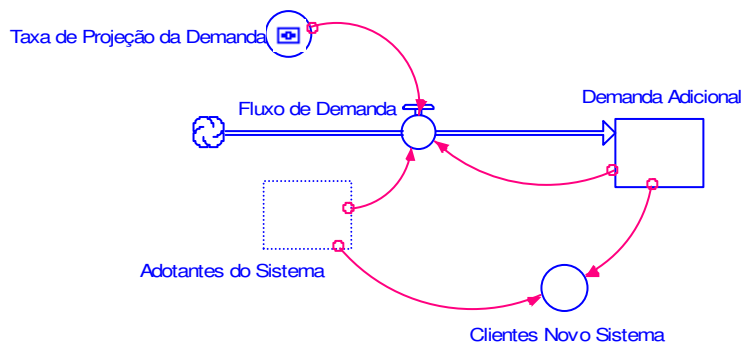 Taxa de Projeção da Demanda
Demanda Adicional
Fluxo de Demanda
Adotantes do Sistema
Clientes Novo Sistema